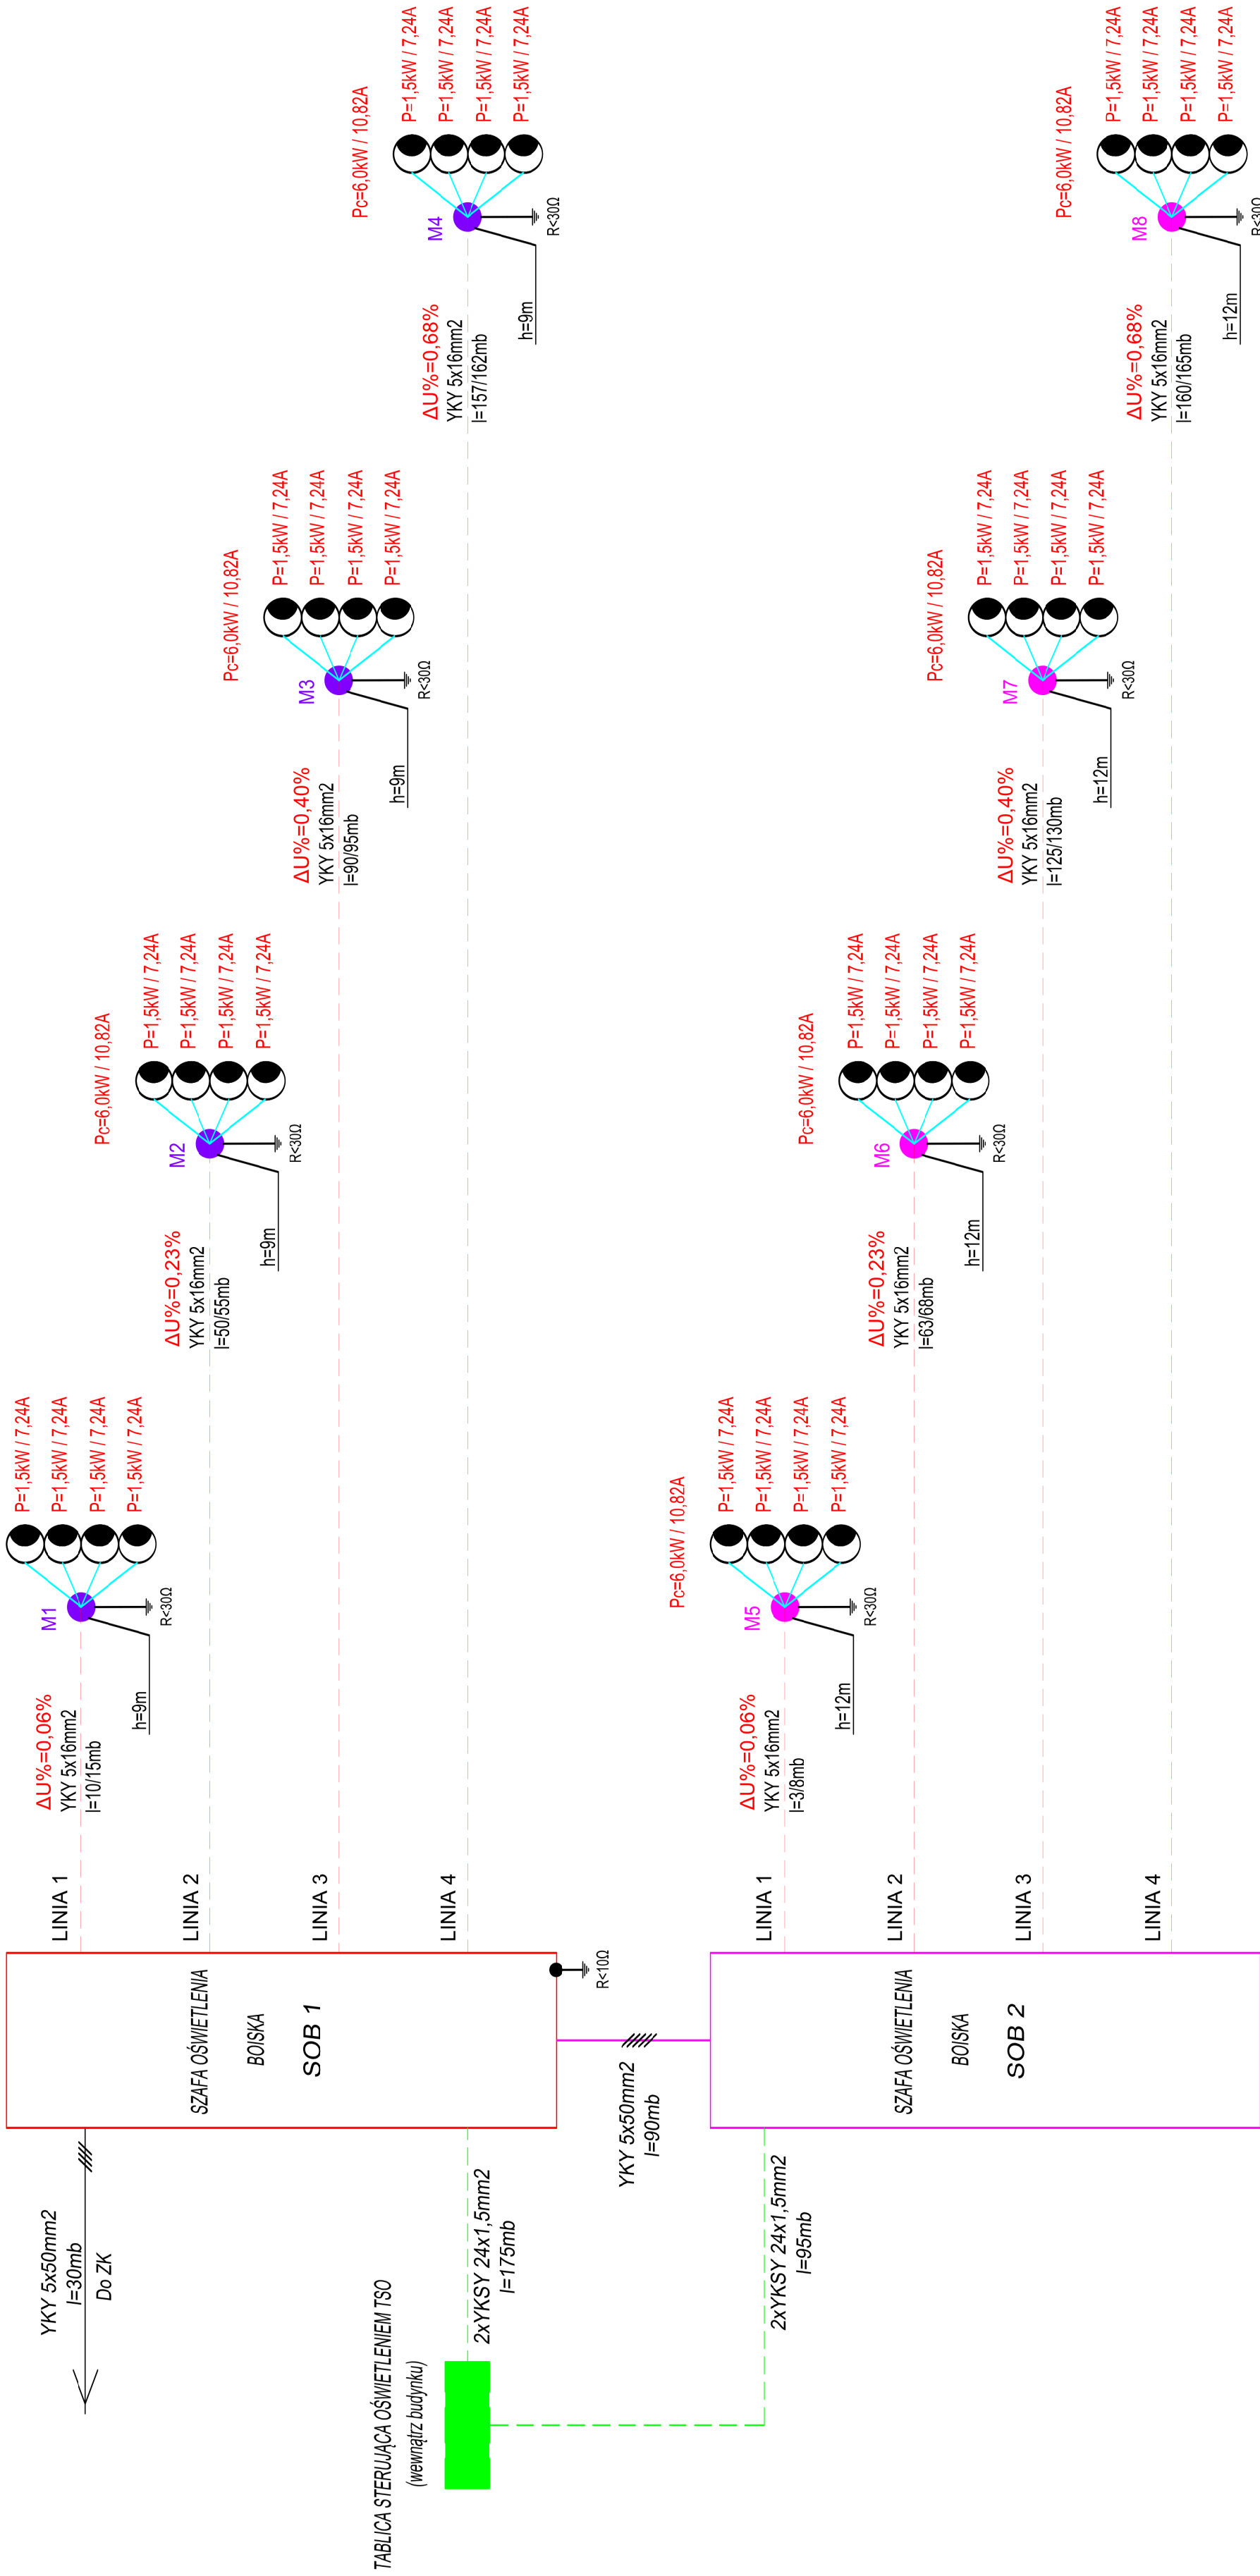 YKY 5x50mm2
l=30mb
Do ZK
TABLICA STERUJĄCA OŚWIETLENIEM TSO
(wewnątrz budynku)
2xYKSY 24x1,5mm2
l=175mb
SZAFA OŚWIETLENIA
BOISKA
SOB 1
R<10Ω
LINIA 1
LINIA 2
LINIA 3
LINIA 4
ΔU%=0,06%
YKY 5x16mm2
l=10/15mb
h=9m
M1
R<30Ω
P=1,5kW / 7,24A
P=1,5kW / 7,24A
P=1,5kW / 7,24A
P=1,5kW / 7,24A
ΔU%=0,23%
YKY 5x16mm2
l=50/55mb
h=9m
M2
R<30Ω
Pc=6,0kW / 10,82A
P=1,5kW / 7,24A
P=1,5kW / 7,24A
P=1,5kW / 7,24A
P=1,5kW / 7,24A
ΔU%=0,40%
YKY 5x16mm2
l=90/95mb
h=9m
M3
R<30Ω
Pc=6,0kW / 10,82A
P=1,5kW / 7,24A
P=1,5kW / 7,24A
P=1,5kW / 7,24A
P=1,5kW / 7,24A
ΔU%=0,68%
YKY 5x16mm2
l=157/162mb
h=9m
M4
R<30Ω
Pc=6,0kW / 10,82A
P=1,5kW / 7,24A
P=1,5kW / 7,24A
P=1,5kW / 7,24A
P=1,5kW / 7,24A
YKY 5x50mm2
l=90mb
2xYKSY 24x1,5mm2
l=95mb
SZAFA OŚWIETLENIA
BOISKA
SOB 2
LINIA 1
LINIA 2
LINIA 3
LINIA 4
ΔU%=0,06%
YKY 5x16mm2
l=3/8mb
h=12m
M5
R<30Ω
Pc=6,0kW / 10,82A
P=1,5kW / 7,24A
P=1,5kW / 7,24A
P=1,5kW / 7,24A
P=1,5kW / 7,24A
ΔU%=0,23%
YKY 5x16mm2
l=63/68mb
h=12m
M6
R<30Ω
Pc=6,0kW / 10,82A
P=1,5kW / 7,24A
P=1,5kW / 7,24A
P=1,5kW / 7,24A
P=1,5kW / 7,24A
ΔU%=0,40%
YKY 5x16mm2
l=125/130mb
h=12m
M7
R<30Ω
Pc=6,0kW / 10,82A
P=1,5kW / 7,24A
P=1,5kW / 7,24A
P=1,5kW / 7,24A
P=1,5kW / 7,24A
ΔU%=0,68%
YKY 5x16mm2
l=160/165mb
h=12m
M8
R<30Ω
Pc=6,0kW / 10,82A
P=1,5kW / 7,24A
P=1,5kW / 7,24A
P=1,5kW / 7,24A
P=1,5kW / 7,24A